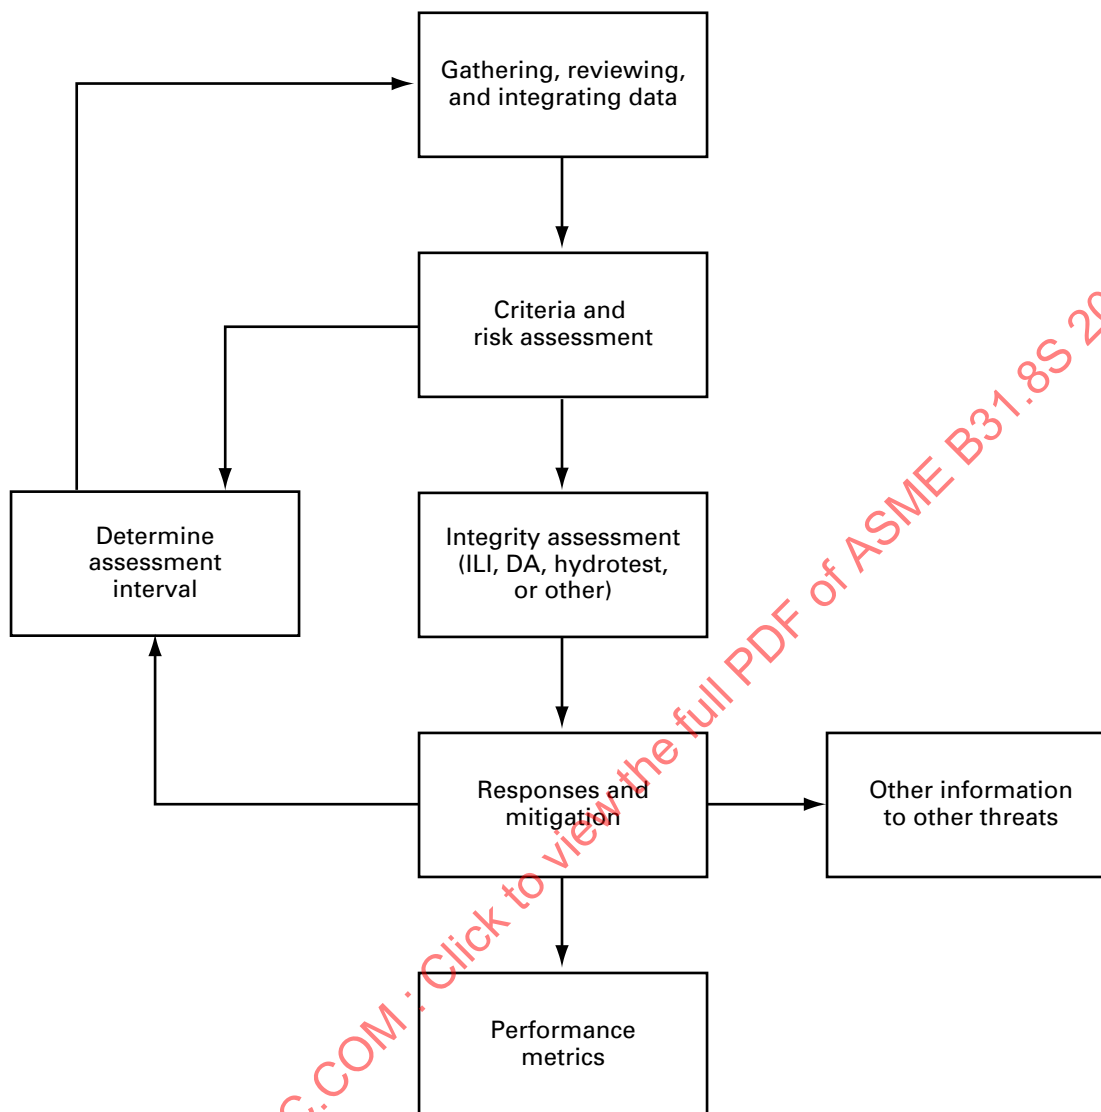 Gathering, reviewing,
and integrating data
Criteria and
risk assessment
Determine
assessment
interval
Integrity assessment
(ILI, DA, hydrotest,
or other)
Responses and
mitigation
Other information
to other threats
Performance
metrics
C.COM : Click to view the full PDF of ASME B31.8S 20